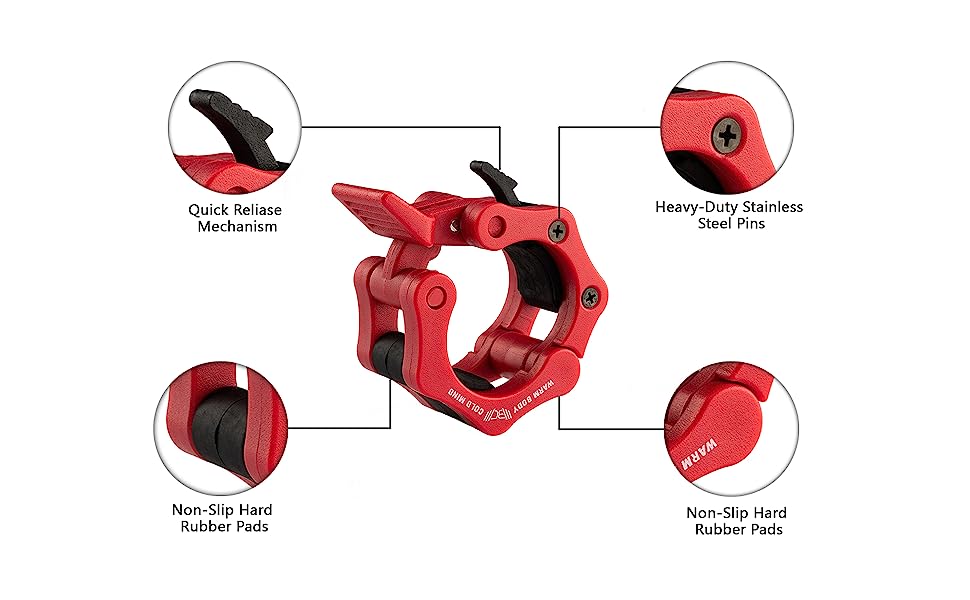 Quick Reliase
Mechanism
Heavy-Duty Stainless
Steel Pins
WARM BODY
COLD MIND
WARM
Non-Slip Hard
Rubber Pads
Non-Slip Hard
Rubber Pads